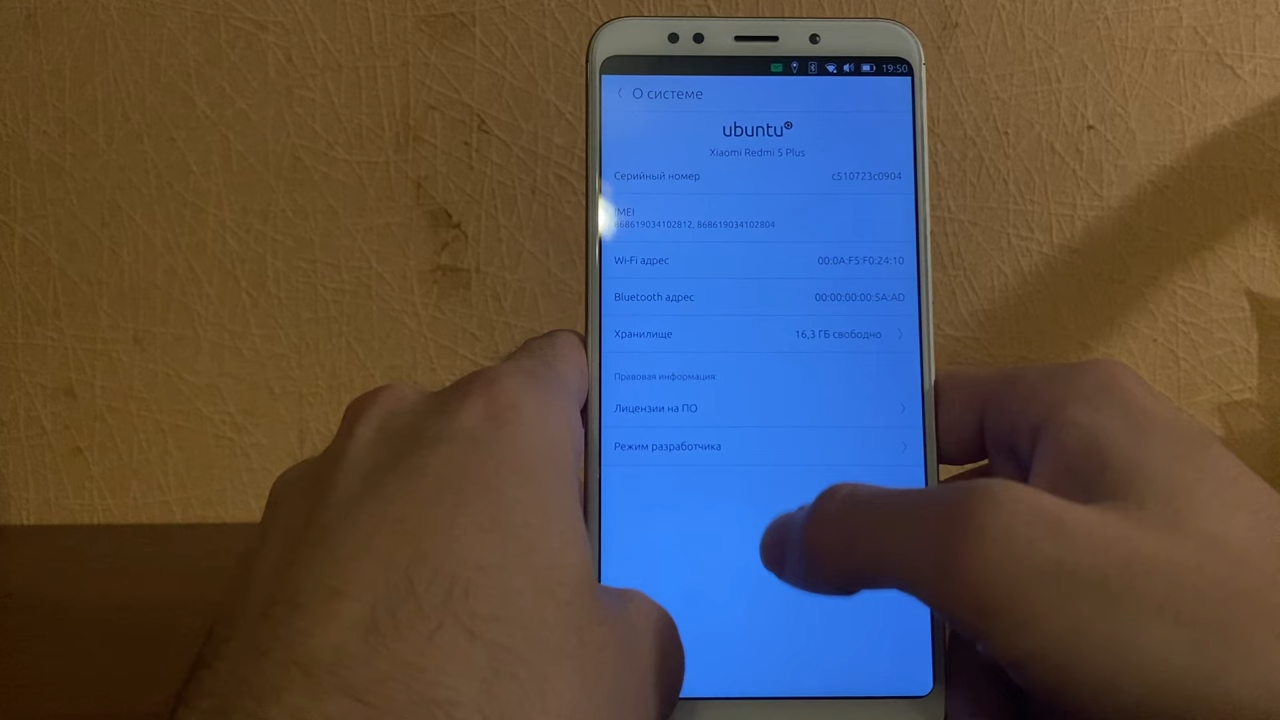 19:50
О системе
ubuntu
Xiaomi Redmi 5 Plus
Серийный номер c510723c0904
IMEI
868619034102812, 868619034102804
Wi-Fi адрес 00:0A:F5:F0:24:10
Bluetooth адрес 00:00:00:00:5A:AD
Хранилище 16,3 ГБ свободно
Правовая информация:
Лицензии на ПО
Режим разработчика